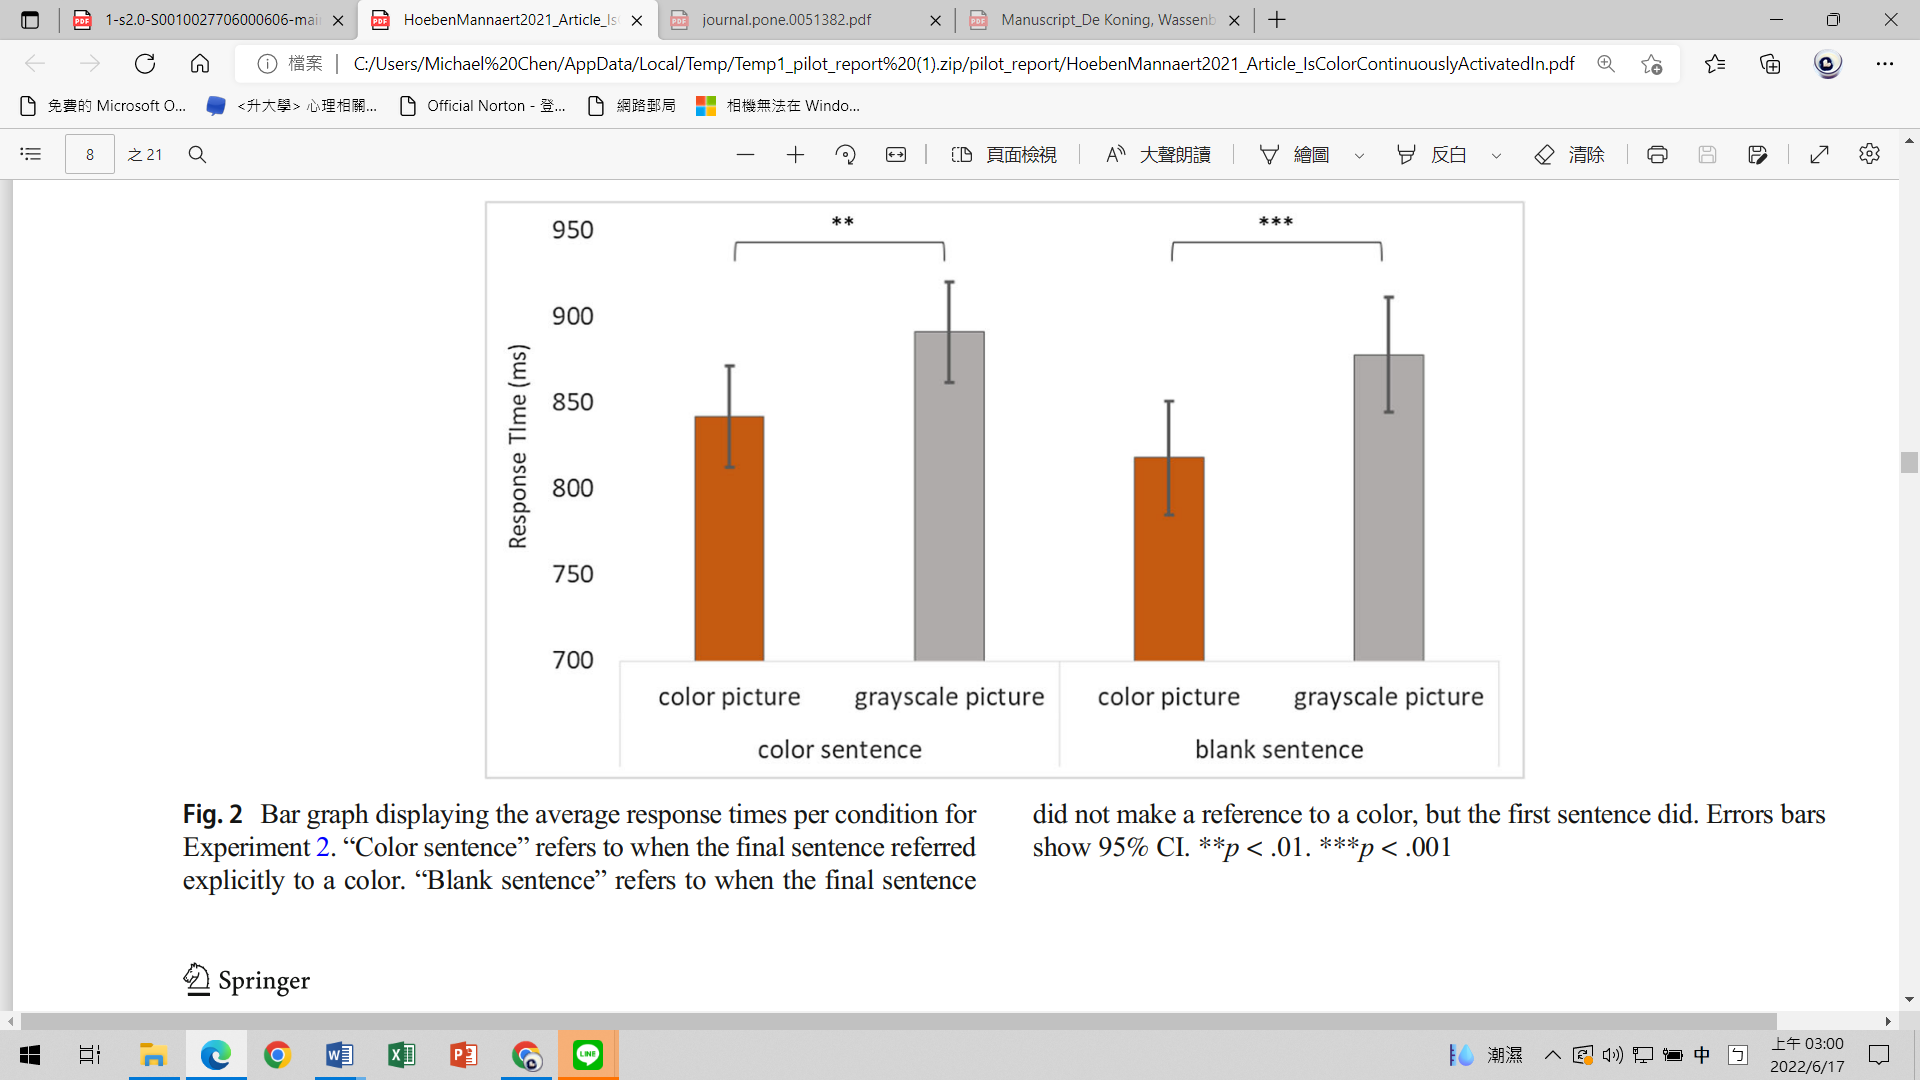 1-s2.0-S0010027706000606-mai
HoebenMannaert2021_Article_Is
journal.pone.0051382.pdf
Manuscript_De Koning, Wassenb
檔案
C:/Users/Michael%20Chen/AppData/Local/Temp/Temp1_pilot_report%20(1).zip/pilot_report/HoebenMannaert2021_Article_IsColorContinuouslyActivatedIn.pdf
免費的 Microsoft O...
<升大學> 心理相關...
Official Norton - 登...
網路郵局
相機無法在 Windo...
8
之 21
頁面檢視
大聲朗讀
繪圖
反白
清除
** ***
950
900
850
800
750
700
Response TIme (ms)
color picture grayscale picture color picture grayscale picture
color sentence blank sentence
Fig. 2 Bar graph displaying the average response times per condition for
Experiment 2. “Color sentence” refers to when the final sentence referred
explicitly to a color. “Blank sentence” refers to when the final sentence
did not make a reference to a color, but the first sentence did. Errors bars
show 95% CI. **p < .01. ***p < .001
Springer
潮濕
中
上午 03:00
2022/6/17